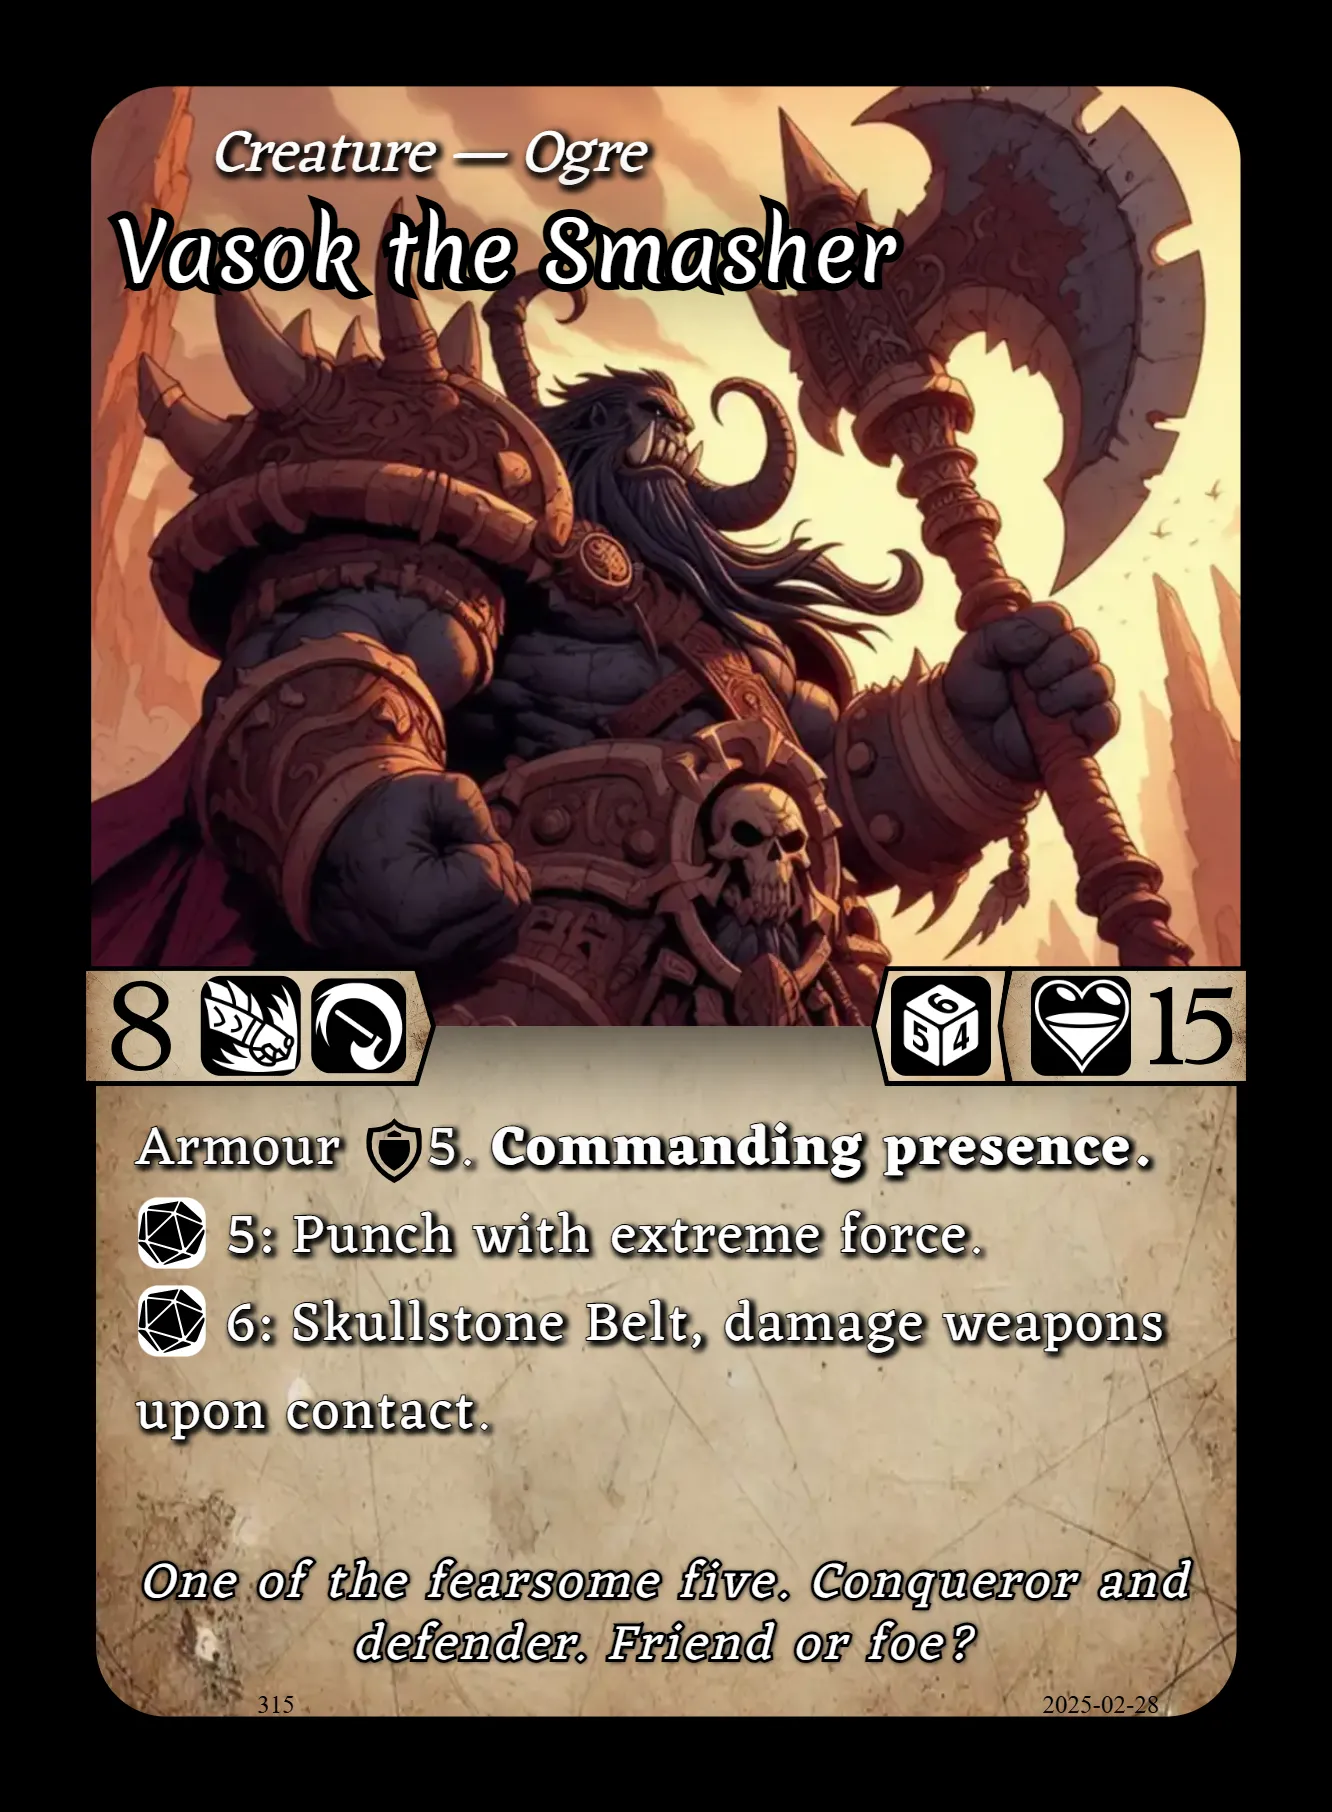 Creature — Ogre
Vasok the Smasher
8
6
5 4
15
Armour 5. Commanding presence.
5: Punch with extreme force.
6: Skullstone Belt, damage weapons
upon contact.
One of the fearsome five. Conqueror and
defender. Friend or foe?
315 2025-02-28